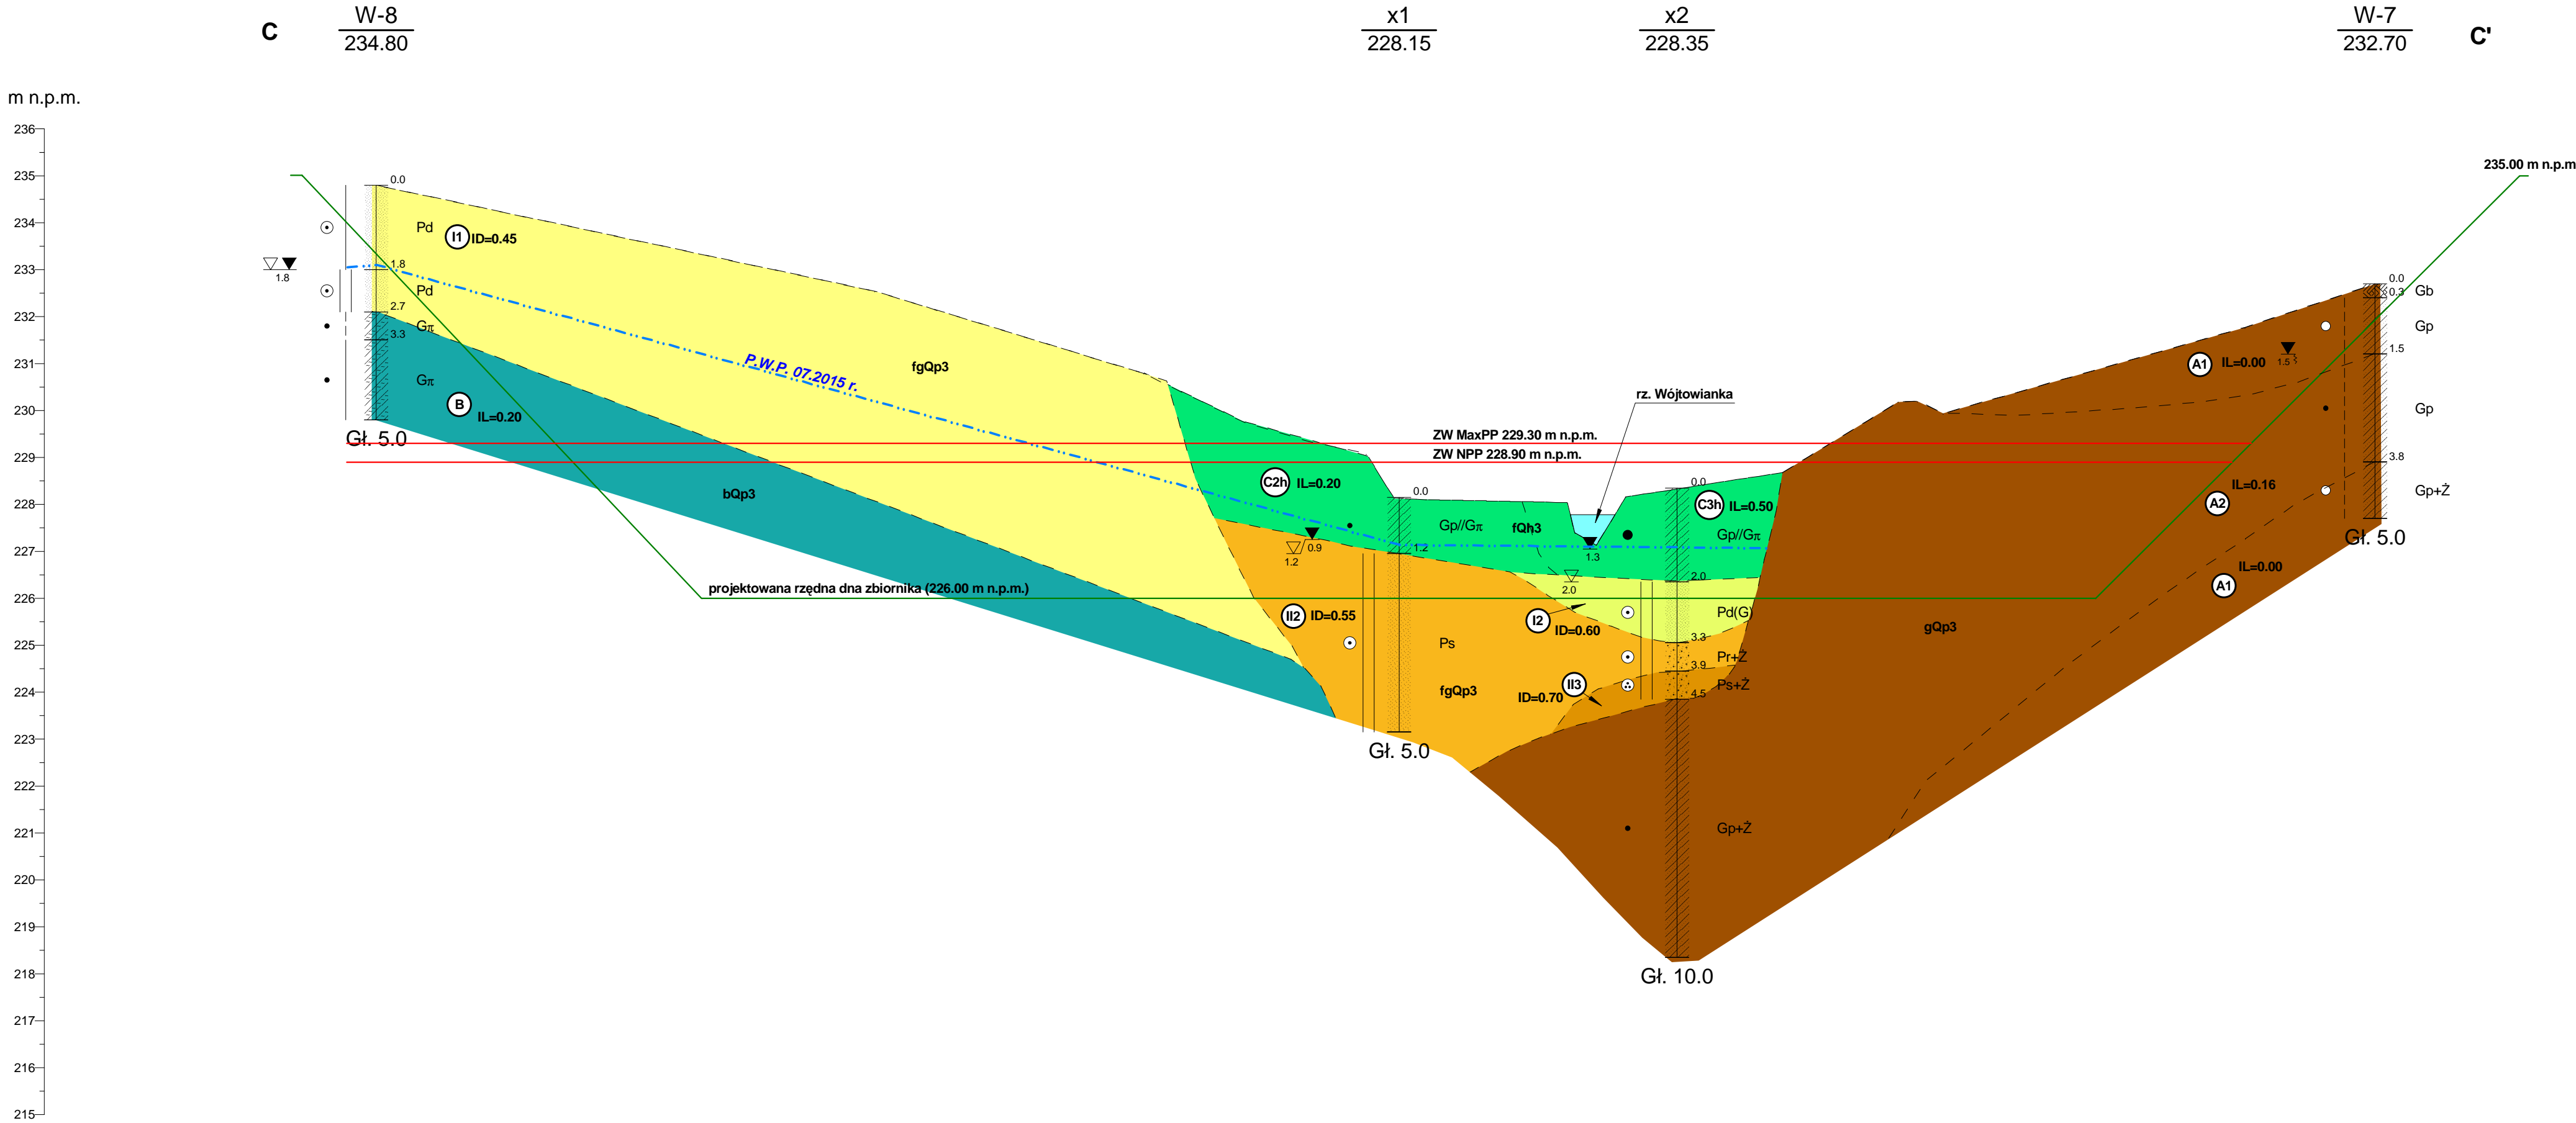 C
W-8
234.80
x1
228.15
x2
228.35
W-7
232.70
C'
m n.p.m.
236
235
234
233
232
231
230
229
228
227
226
225
224
223
222
221
220
219
218
217
216
215
235.00 m n.p.m
0.0
Pd
I1 ID=0.45
1.8
1.8
Pd
2.7
Gπ
3.3
Gπ
B IL=0.20
Gł. 5.0
bQp3
P.W.P. 07.2015 r.
fgQp3
projektowana rzędna dna zbiornika (226.00 m n.p.m.)
ZW MaxPP 229.30 m n.p.m.
ZW NPP 228.90 m n.p.m.
rz. Wójtowianka
C2h IL=0.20
0.0
Gp//Gπ
fQh3
0.9
1.2
1.2
1.3
2.0
II2 ID=0.55
Ps
fgQp3
Gł. 5.0
0.0
C3h IL=0.50
Gp//Gπ
2.0
Pd(G)
I2 ID=0.60
3.3
Pr+Ż
3.9
Ps+Ż
4.5
II3
ID=0.70
Gp+Ż
Gł. 10.0
gQp3
0.0
0.3
Gb
Gp
1.5
1.5
A1 IL=0.00
Gp
3.8
Gp+Ż
IL=0.16
A2
Gł. 5.0
IL=0.00
A1